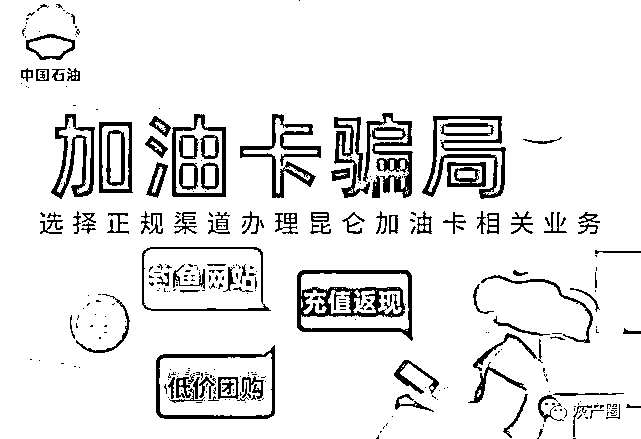 中国石油
加油卡骗局
选择正规渠道办理昆仑加油卡相关业务
钓鱼网站
充值返现
低价团购
灰产圈